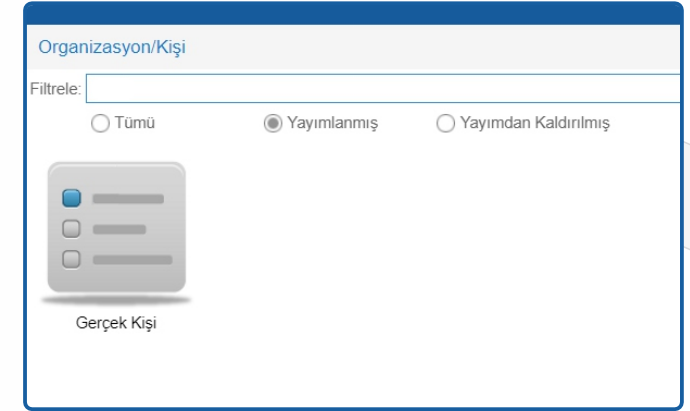 Organizasyon/Kişi
Filtrele:
Tümü Yayımlanmış Yayımdan Kaldırılmış
Gerçek Kişi